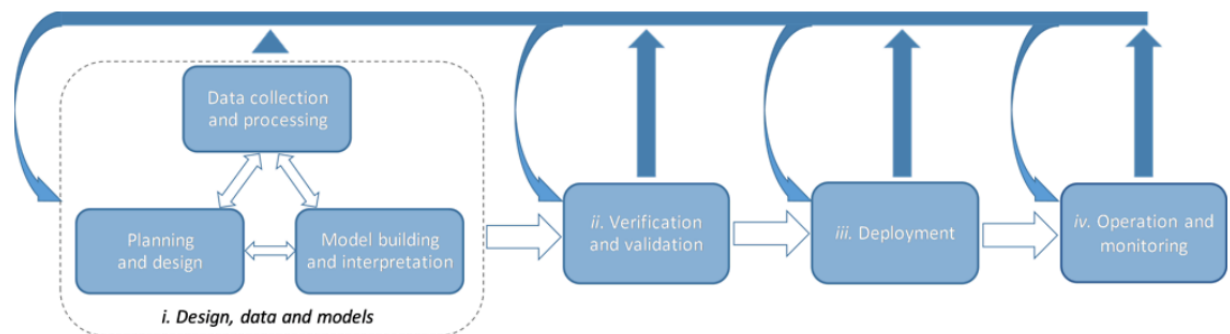 Data collection
and processing
Planning
and design
Model building
and interpretation
i. Design, data and models
ii. Verification
and validation
iii. Deployment
iv. Operation and
monitoring